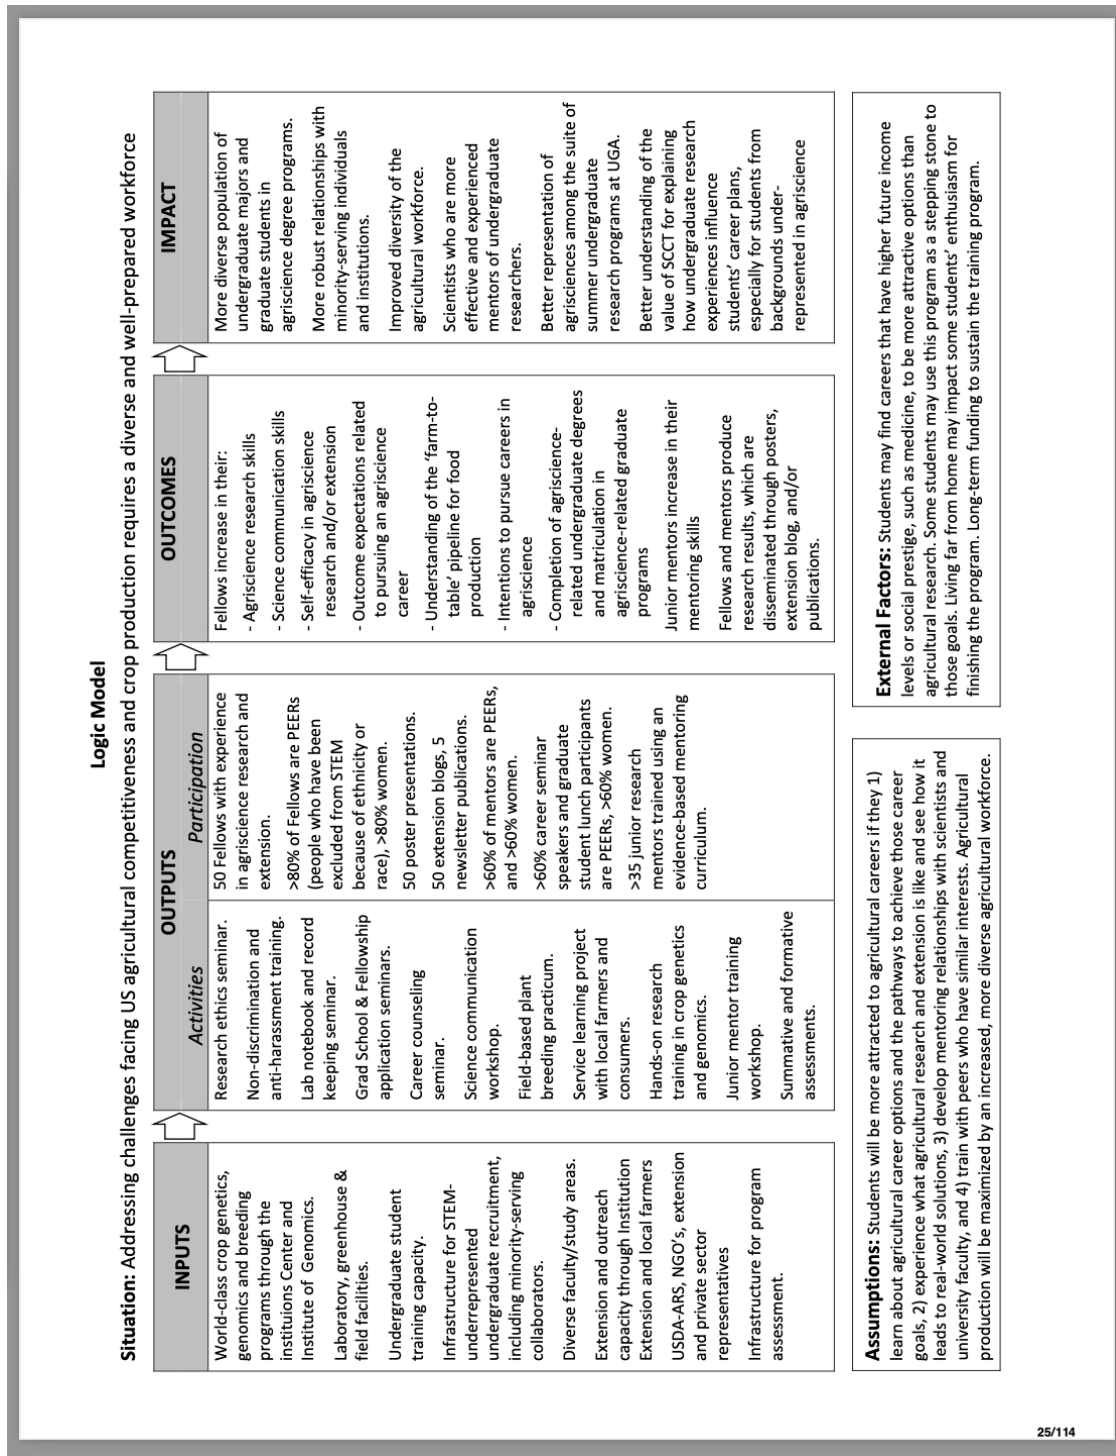 Logic Model
Situation: Addressing challenges facing US agricultural competitiveness and crop production requires a diverse and well-prepared workforce
INPUTS
World-class crop genetics,
genomics and breeding
programs through the
instituions Center and
Institute of Genomics.
Laboratory, greenhouse &
field facilities.
Undergraduate student
training capacity.
Infrastructure for STEM-
underrepresented
undergraduate recruitment,
including minority-serving
collaborators.
Diverse faculty/study areas.
Extension and outreach
capacity through Institution
Extension and local farmers
USDA-ARS, NGO's, extension
and private sector
representatives
Infrastructure for program
assessment.
OUTPUTS
Activities
Research ethics seminar.
Non-discrimination and
anti-harassment training.
Lab notebook and record
keeping seminar.
Grad School & Fellowship
application seminars.
Career counseling
seminar.
Science communication
workshop.
Field-based plant
breeding practicum.
Service learning project
with local farmers and
consumers.
Hands-on research
training in crop genetics
and genomics.
Junior mentor training
workshop.
Summative and formative
assessments.
Participation
50 Fellows with experience
in agriscience research and
extension.
>80% of Fellows are PEERs
(people who have been
excluded from STEM
because of ethnicity or
race), >80% women.
50 poster presentations.
50 extension blogs, 5
newsletter publications.
>60% of mentors are PEERs,
and >60% women.
>60% career seminar
speakers and graduate
student lunch participants
are PEERs, >60% women.
>35 junior research
mentors trained using an
evidence-based mentoring
curriculum.
OUTCOMES
Fellows increase in their:
- Agriscience research skills
- Science communication skills
- Self-efficacy in agriscience
research and/or extension
- Outcome expectations related
to pursuing an agriscience
career
- Understanding of the 'farm-to-
table' pipeline for food
production
- Intentions to pursue careers in
agriscience
- Completion of agriscience-
related undergraduate degrees
and matriculation in
agriscience-related graduate
programs
Junior mentors increase in their
mentoring skills
Fellows and mentors produce
research results, which are
disseminated through posters,
extension blog, and/or
publications.
IMPACT
More diverse population of
undergraduate majors and
graduate students in
agriscience degree programs.
More robust relationships with
minority-serving individuals
and institutions.
Improved diversity of the
agricultural workforce.
Scientists who are more
effective and experienced
mentors of undergraduate
researchers.
Better representation of
agrisciences among the suite of
summer undergraduate
research programs at UGA.
Better understanding of the
value of SCCT for explaining
how undergraduate research
experiences influence
students' career plans,
especially for students from
backgrounds under-
represented in agriscience
Assumptions: Students will be more attracted to agricultural careers if they 1)
learn about agricultural career options and the pathways to achieve those career
goals, 2) experience what agricultural research and extension is like and see how it
leads to real-world solutions, 3) develop mentoring relationships with scientists and
university faculty, and 4) train with peers who have similar interests. Agricultural
production will be maximized by an increased, more diverse agricultural workforce.
External Factors: Students may find careers that have higher future income
levels or social prestige, such as medicine, to be more attractive options than
agricultural research. Some students may use this program as a stepping stone to
those goals. Living far from home may impact some students' enthusiasm for
finishing the program. Long-term funding to sustain the training program.
25/114